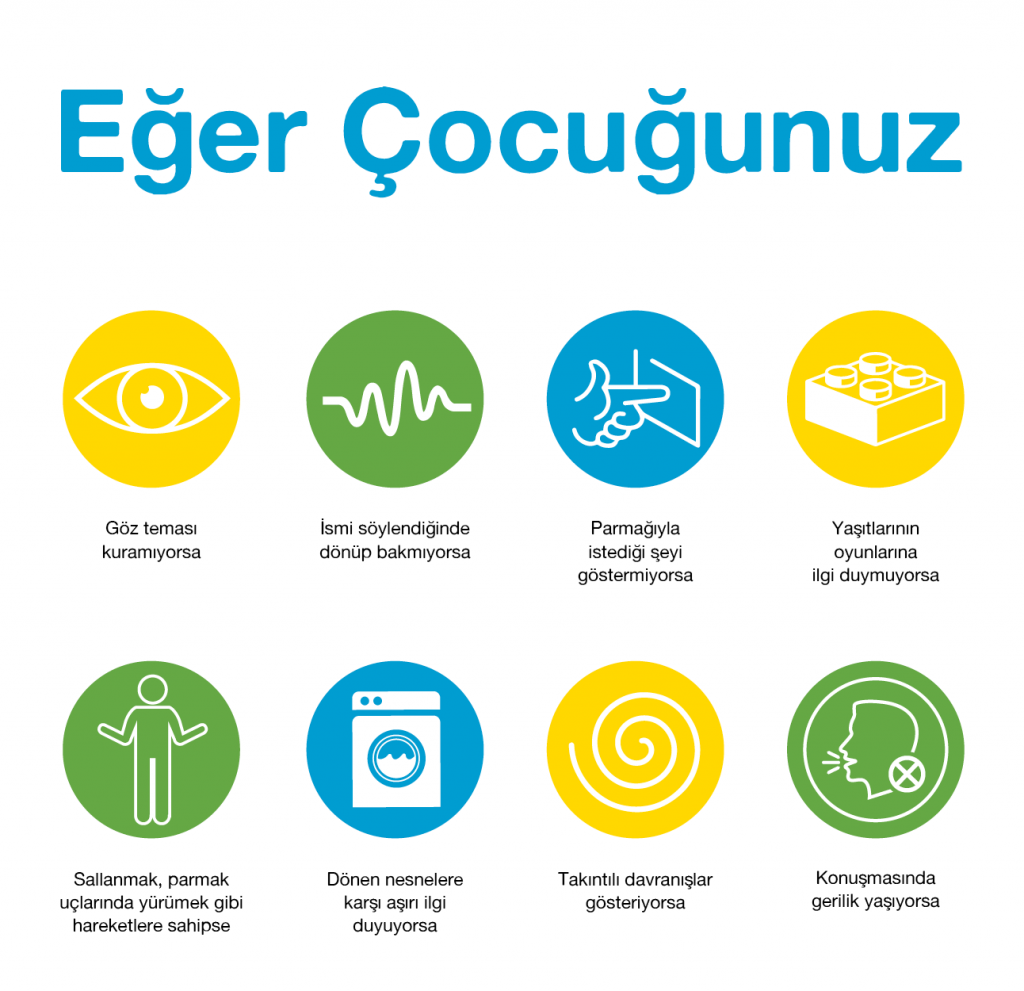 Eğer Çocuğunuz
Göz teması
kuramıyorsa
İsmi söylendiğinde
dönüp bakmıyorsa
Parmağıyla
istediği şeyi
göstermiyorsa
Yaşıtlarının
oyunlarına
ilgi duymuyorsa
Sallanmak, parmak
uçlarında yürümek gibi
hareketlere sahipse
Dönen nesnelere
karşı aşırı ilgi
duyuyorsa
Takıntılı davranışlar
gösteriyorsa
Konuşmasında
gerilik yaşıyorsa